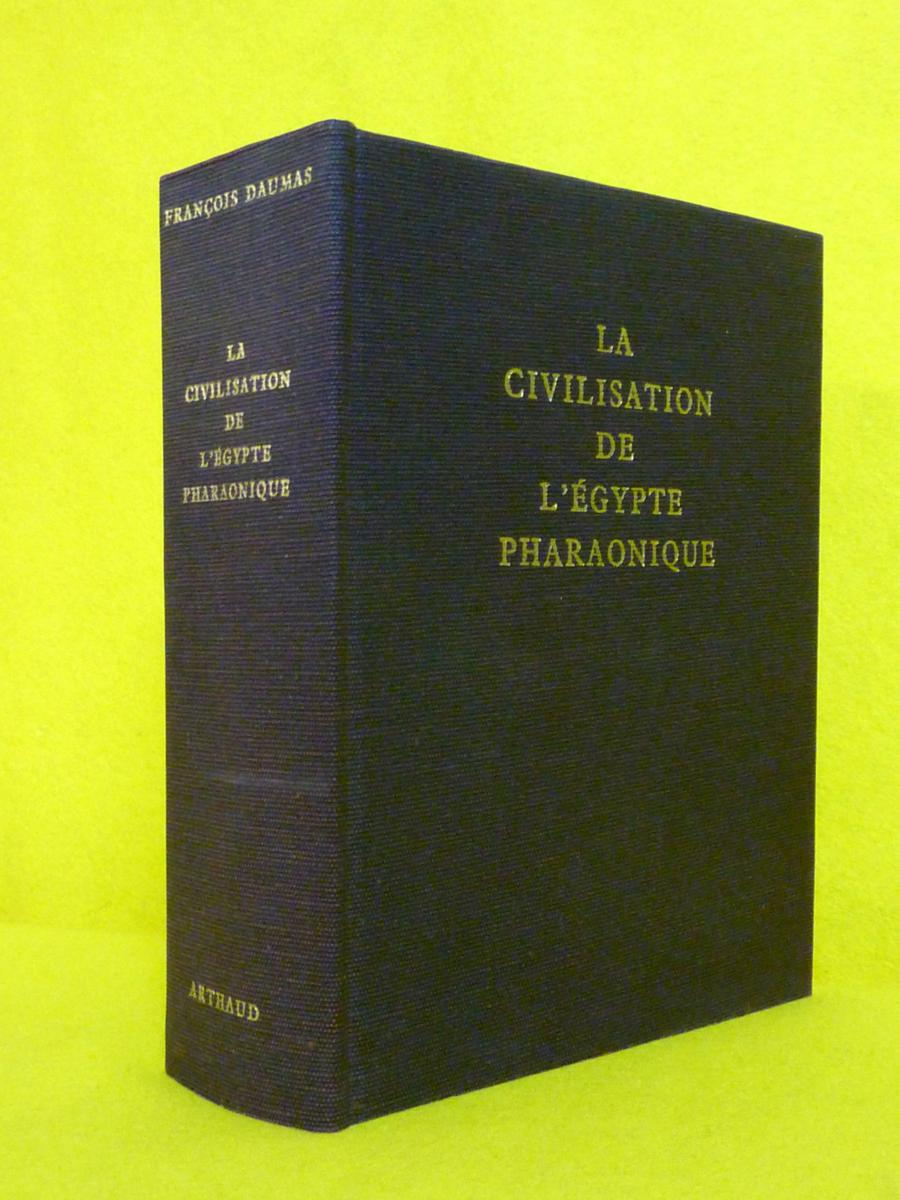 FRANÇOIS DAUMAS
LA
CIVILISATION
DE
L'ÉGYPTE
PHARAONIQUE
ARTHAUD
LA
CIVILISATION
DE
L'ÉGYPTE
PHARAONIQUE